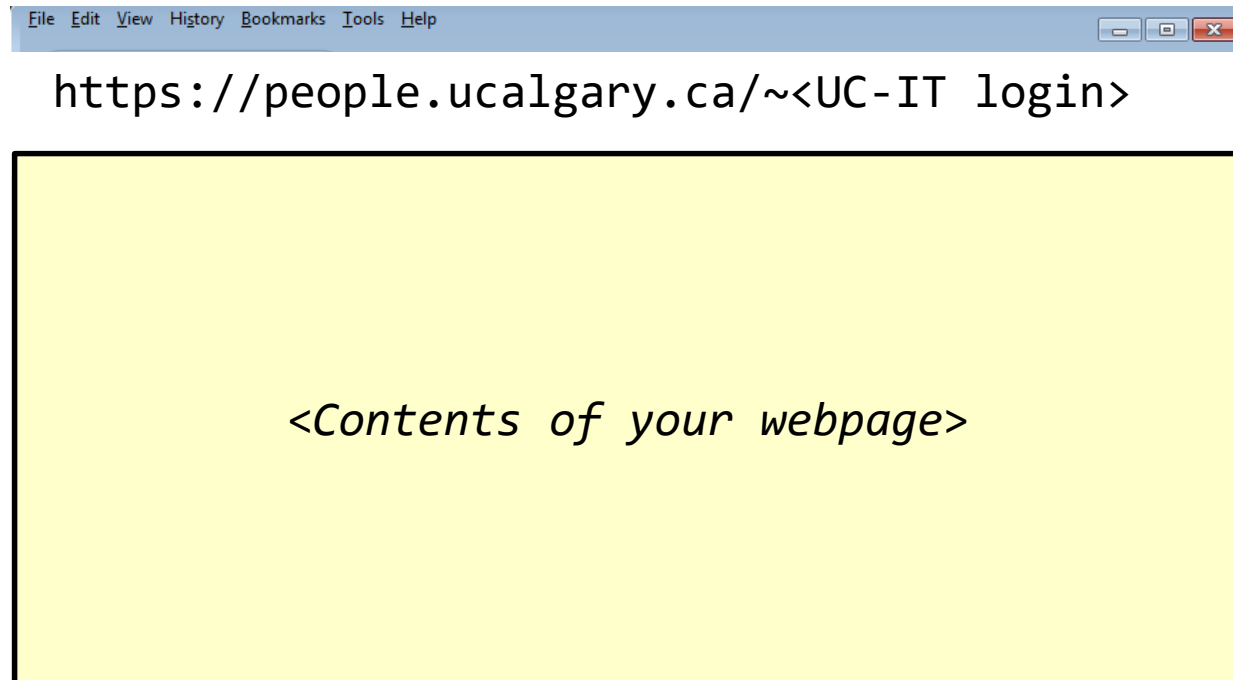 File Edit View History Bookmarks Tools Help
https://people.ucalgary.ca/~<UC-IT login>
<Contents of your webpage>